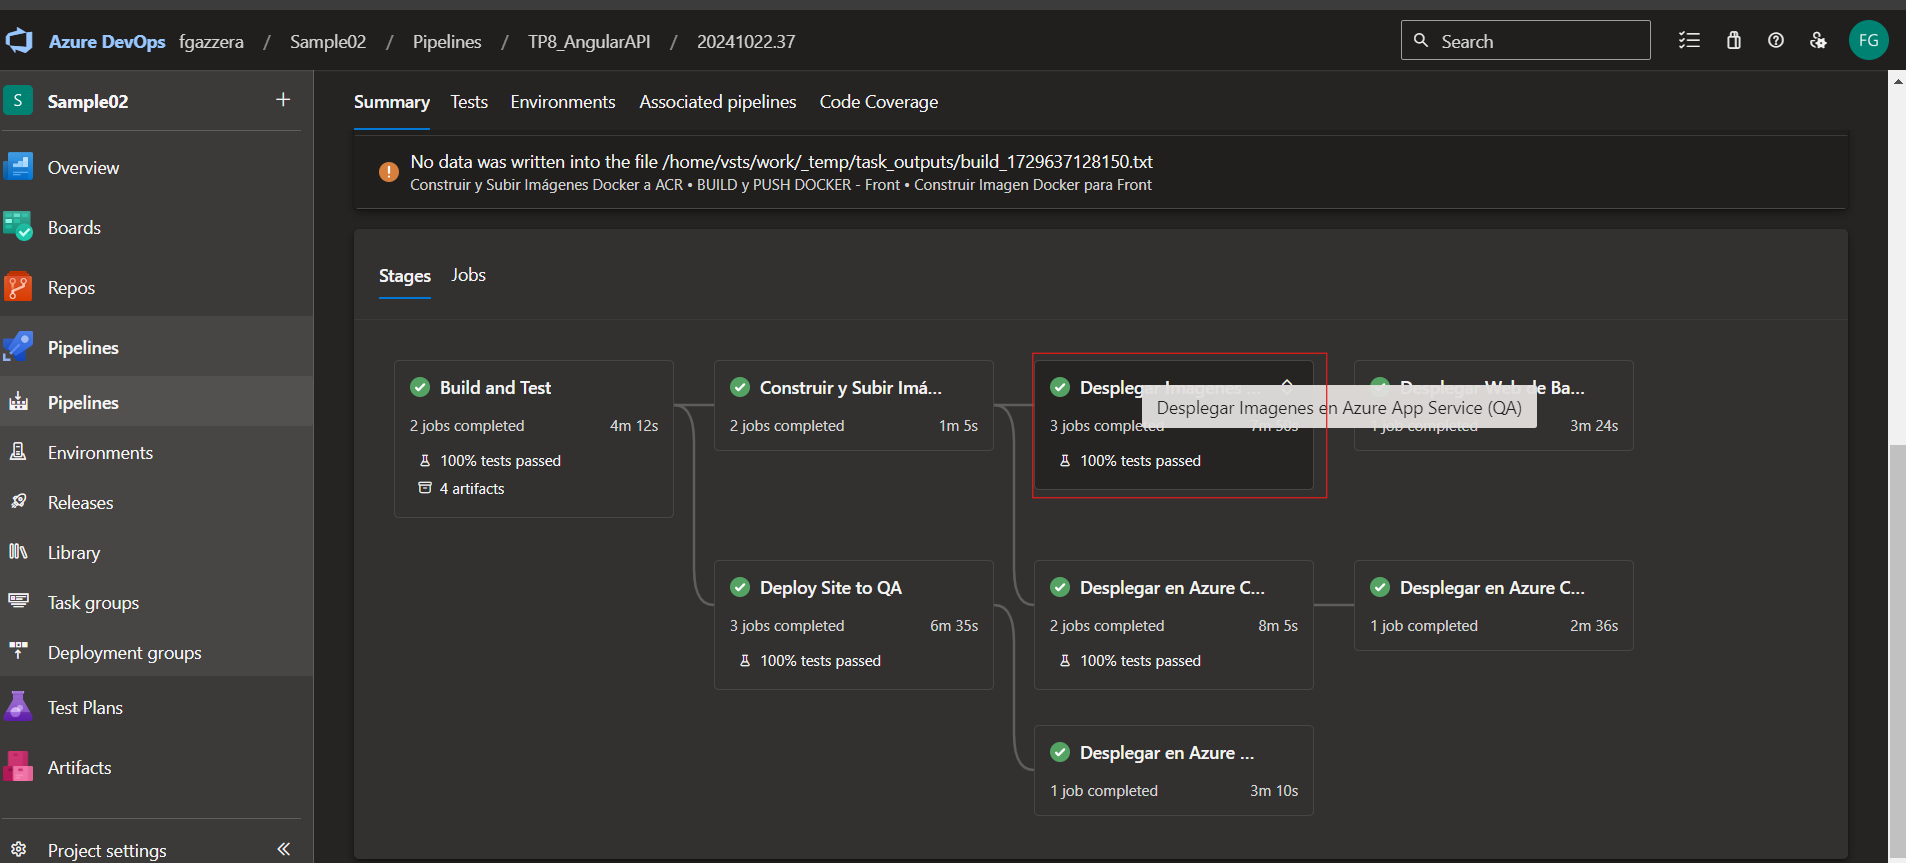 Azure DevOps fgazzera / Sample02 / Pipelines / TP8_AngularAPI / 20241022.37
Search
FG
S Sample02
Overview
Boards
Repos
Pipelines
Pipelines
Environments
Releases
Library
Task groups
Deployment groups
Test Plans
Artifacts
Project settings
Summary Tests Environments Associated pipelines Code Coverage
No data was written into the file /home/vsts/work/_temp/task_outputs/build_1729637128150.txt
Construir y Subir Imágenes Docker a ACR • BUILD y PUSH DOCKER - Front • Construir Imagen Docker para Front
Stages Jobs
Build and Test
2 jobs completed 4m 12s
100% tests passed
4 artifacts
Construir y Subir Imá...
2 jobs completed 1m 5s
Desplegar Imagenes ...
Desplegar Imagenes en Azure App Service (QA)
3 jobs completed
100% tests passed
Desplegar Web de Ba...
1 job completed 3m 24s
Deploy Site to QA
3 jobs completed 6m 35s
100% tests passed
Desplegar en Azure C...
2 jobs completed 8m 5s
100% tests passed
Desplegar en Azure C...
1 job completed 2m 36s
Desplegar en Azure ...
1 job completed 3m 10s